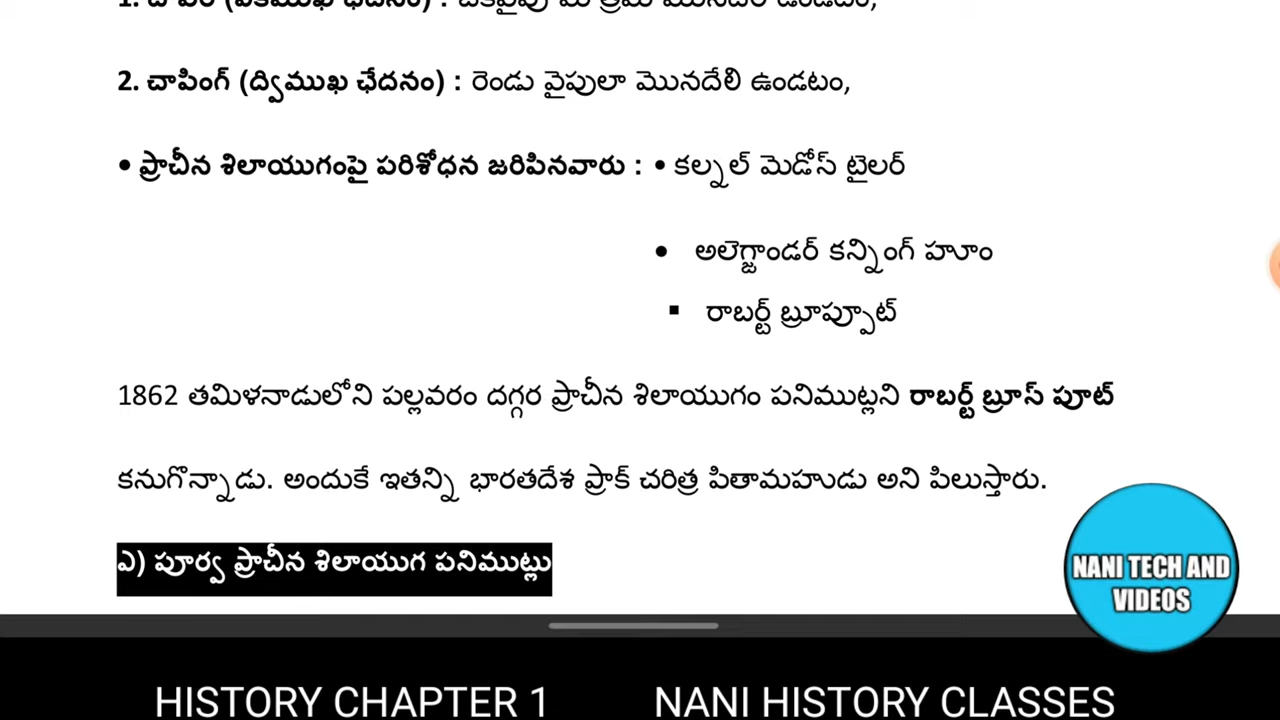 2. చాపింగ్ (ద్విముఖ ఛేదనం) : రెండు వైపులా మొనదేలి ఉండటం,
• ప్రాచీన శిలాయుగంపై పరిశోధన జరిపినవారు : • కల్నల్ మెడోస్ టైలర్
• అలెగ్జాండర్ కన్నింగ్ హూం
▪ రాబర్ట్ బ్రూప్పూట్
1862 తమిళనాడులోని పల్లవరం దగ్గర ప్రాచీన శిలాయుగం పనిముట్లని రాబర్ట్ బ్రూస్ పూట్
కనుగొన్నాడు. అందుకే ఇతన్ని భారతదేశ ప్రాక్ చరిత్ర పితామహుడు అని పిలుస్తారు.
ఎ) పూర్వ ప్రాచీన శిలాయుగ పనిముట్లు
NANI TECH AND
VIDEOS
HISTORY CHAPTER 1 NANI HISTORY CLASSES